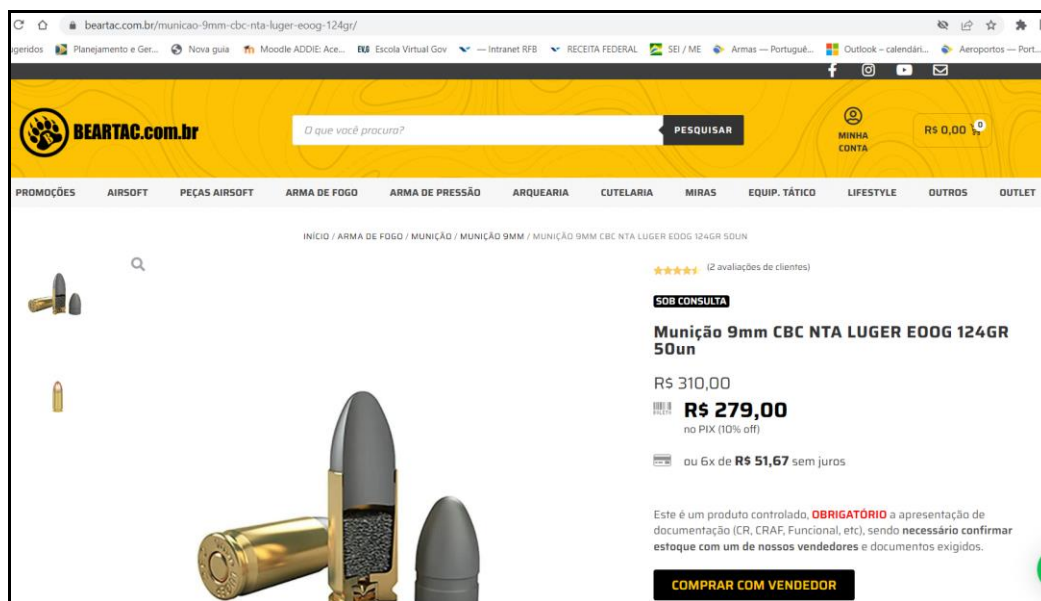 beartac.com.br/municao-9mm-cbc-nta-luger-eoog-124gr/
geridos Planejamento e Ger... Nova guia Moodle ADDIE: Ace... Escola Virtual Gov — Intranet RFB RECEITA FEDERAL SEI / ME Armas — Portuguê... Outlook – calendári... Aeroportos — Port...
BEARTAC.com.br
O que você procura?
PESQUISAR
MINHA
CONTA
R$ 0,00 0
PROMOÇÕES AIRSOFT PEÇAS AIRSOFT ARMA DE FOGO ARMA DE PRESSÃO ARQUEARIA CUTELARIA MIRAS EQUIP. TÁTICO LIFESTYLE OUTROS OUTLET
INÍCIO / ARMA DE FOGO / MUNIÇÃO / MUNIÇÃO 9MM / MUNIÇÃO 9MM CBC NTA LUGER EOOG 124GR 50UN
(2 avaliações de clientes)
SOB CONSULTA
Munição 9mm CBC NTA LUGER EOOG 124GR
50un
R$ 310,00
R$ 279,00
no PIX (10% off)
ou 6x de R$ 51,67 sem juros
Este é um produto controlado, OBRIGATÓRIO a apresentação de
documentação (CR, CRAF, Funcional, etc), sendo necessário confirmar
estoque com um de nossos vendedores e documentos exigidos.
COMPRAR COM VENDEDOR